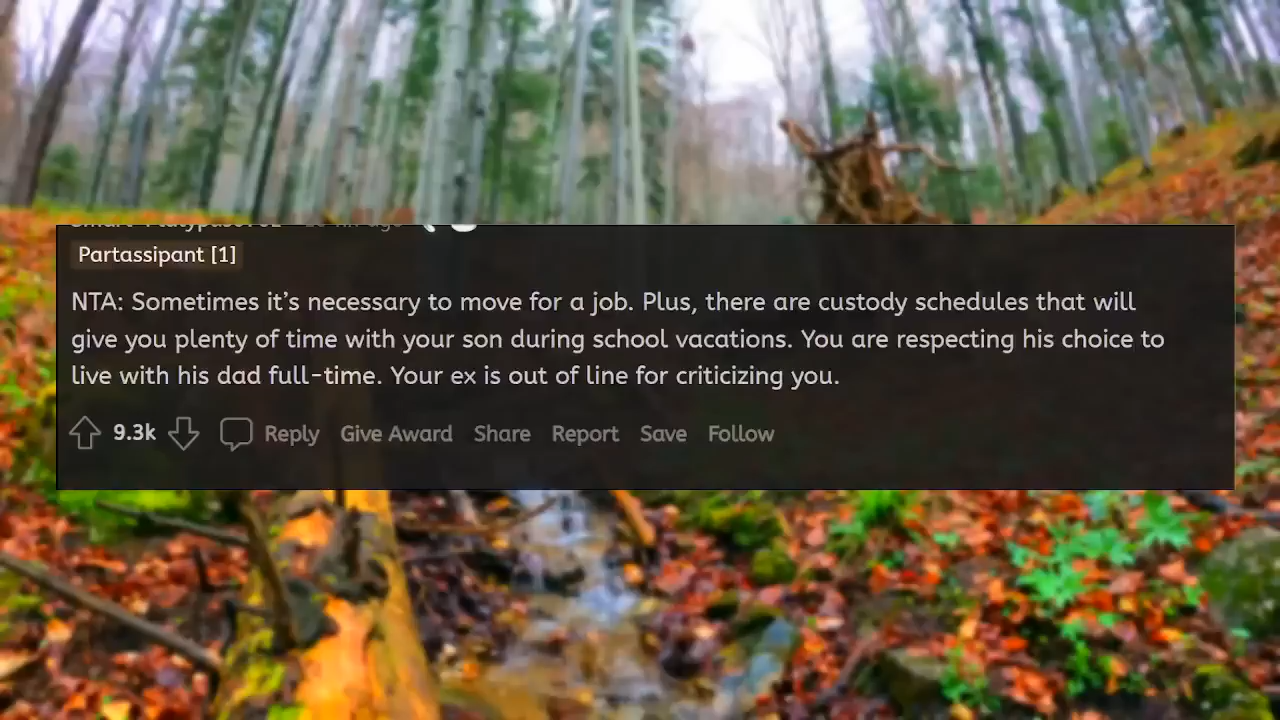 Partassipant [1]
NTA: Sometimes it’s necessary to move for a job. Plus, there are custody schedules that will
give you plenty of time with your son during school vacations. You are respecting his choice to
live with his dad full-time. Your ex is out of line for criticizing you.
9.3k Reply Give Award Share Report Save Follow